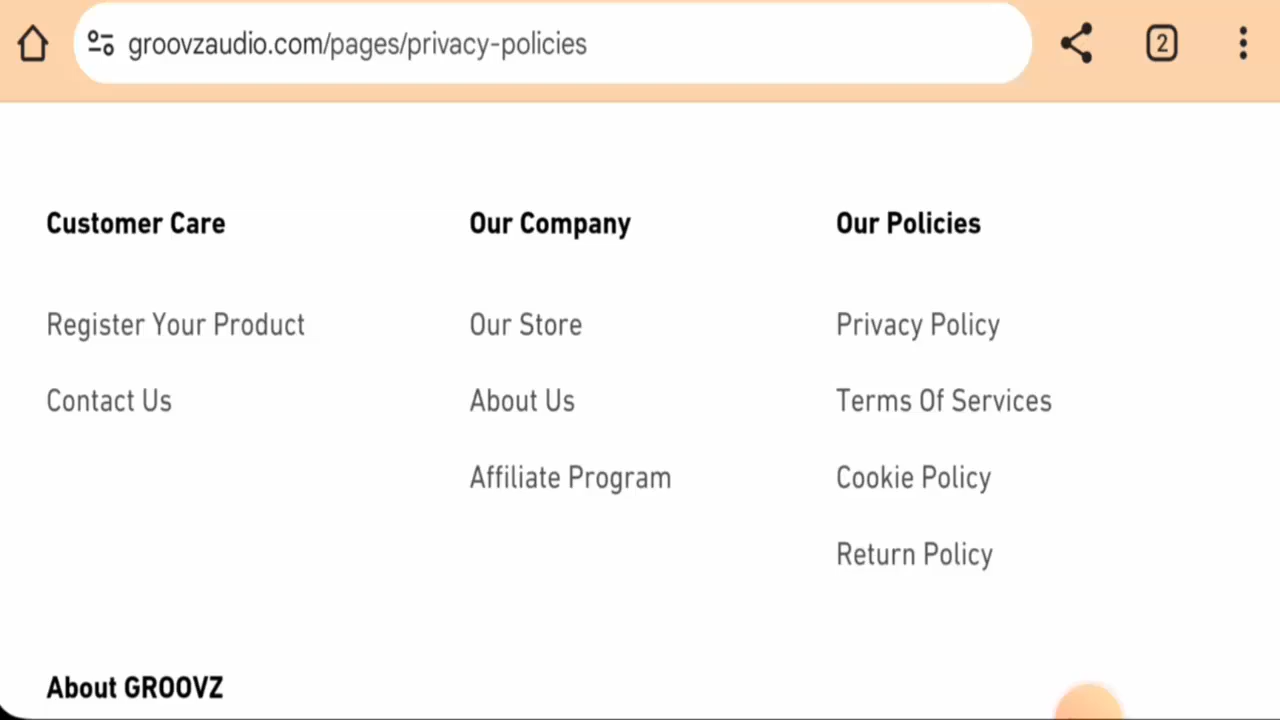 groovzaudio.com/pages/privacy-policies
2
Customer Care
Register Your Product
Contact Us
Our Company
Our Store
About Us
Affiliate Program
Our Policies
Privacy Policy
Terms Of Services
Cookie Policy
Return Policy
About GROOVZ